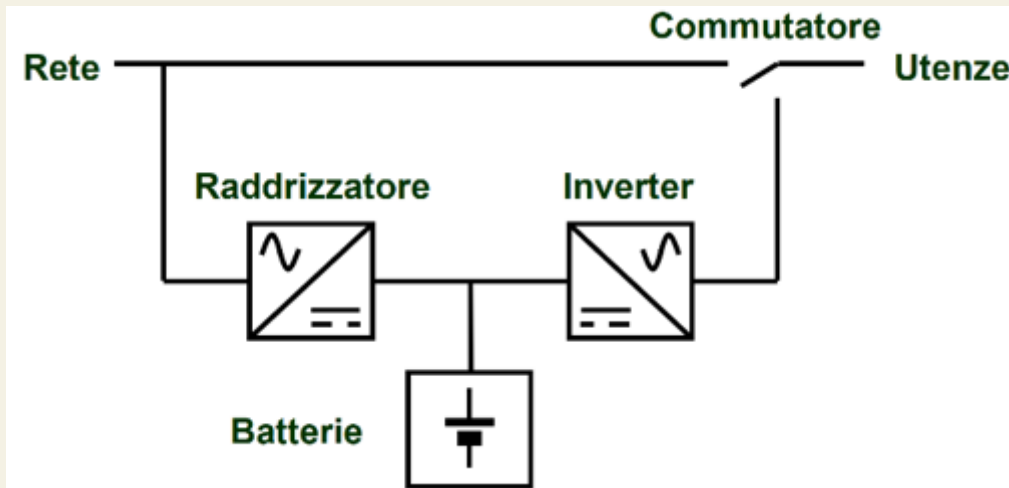 Commutatore
Rete
Utenze
Raddrizzatore
Inverter
Batterie